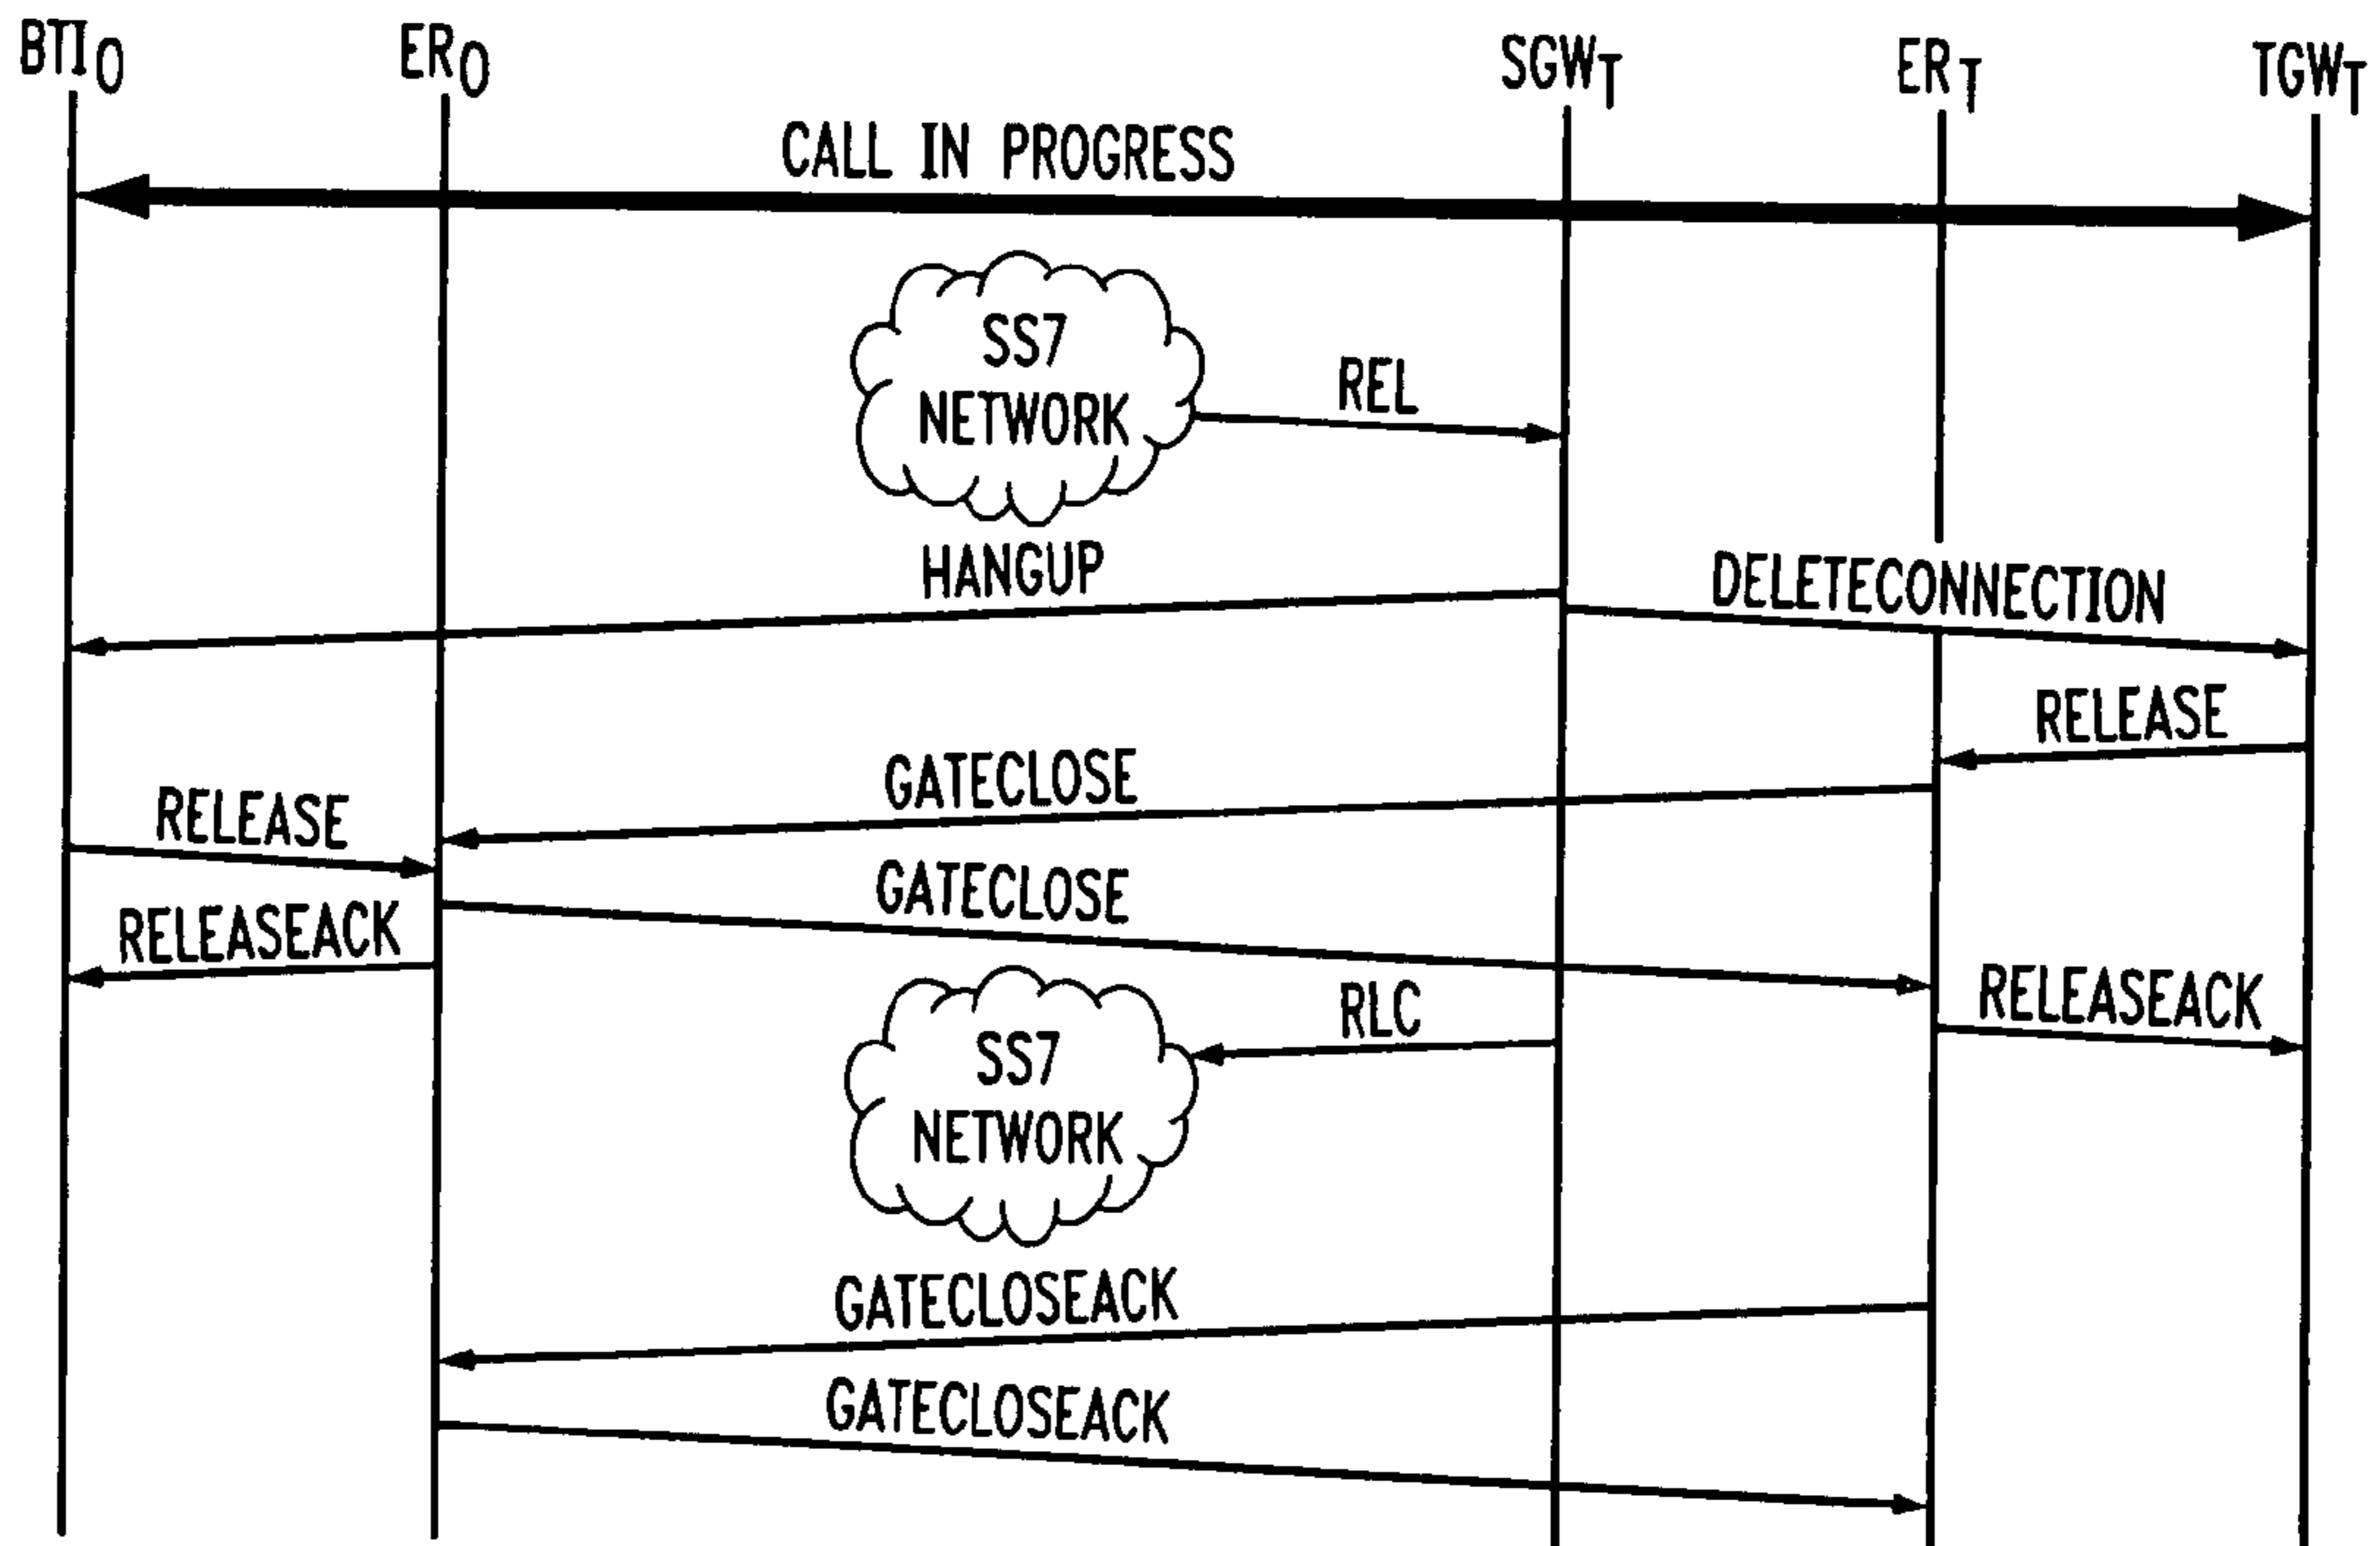 BTIO
ERO
SGWT
ERT
TGWT
CALL IN PROGRESS
SS7
NETWORK
REL
HANGUP
DELETECONNECTION
RELEASE
GATECLOSE
RELEASE
GATECLOSE
RELEASEACK
RELEASEACK
RLC
SS7
NETWORK
GATECLOSEACK
GATECLOSEACK